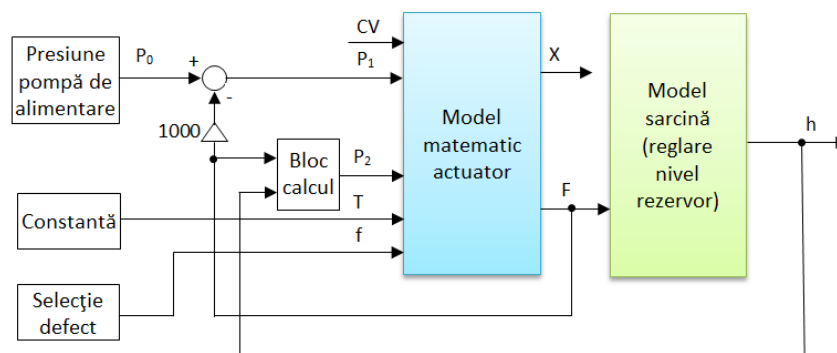 Presiune
pompă de
alimentare
P0
+
-
1000
CV
P1
Bloc
calcul
P2
Constantă
T
f
Selecţie
defect
Model
matematic
actuator
X
F
Model
sarcină
(reglare
nivel
rezervor)
h